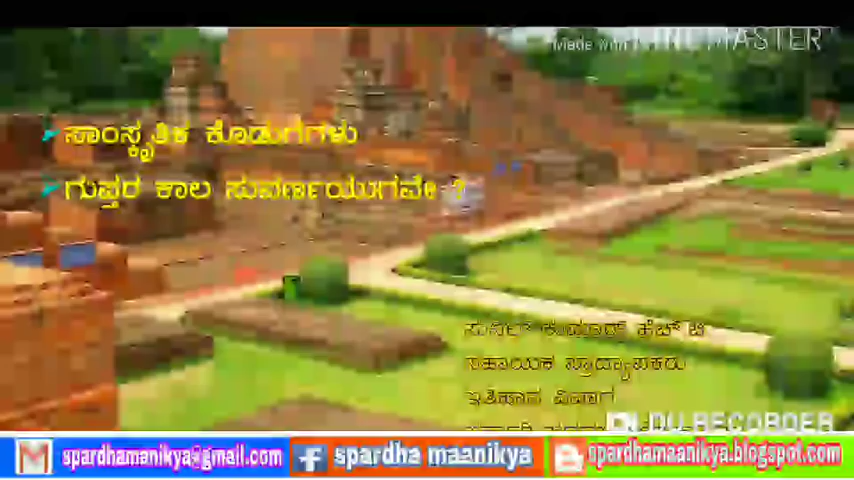 Made with KINEMASTER
ಸಾಂಸ್ಕೃತಿಕ ಕೊಡುಗೆಗಳು
ಗುಪ್ತರ ಕಾಲ ಸುವರ್ಣಯುಗವೇ ?
ಸುನಿಲ್ ಕುಮಾರ್ ಹೆಚ್ ಟಿ
ಸಹಾಯಕ ಪ್ರಾಧ್ಯಾಪಕರು
ಇತಿಹಾಸ ವಿಭಾಗ
DU RECORDER
spardhamanikya@gmail.com
spardha maanikya
spardhamaanikya.blogspot.com